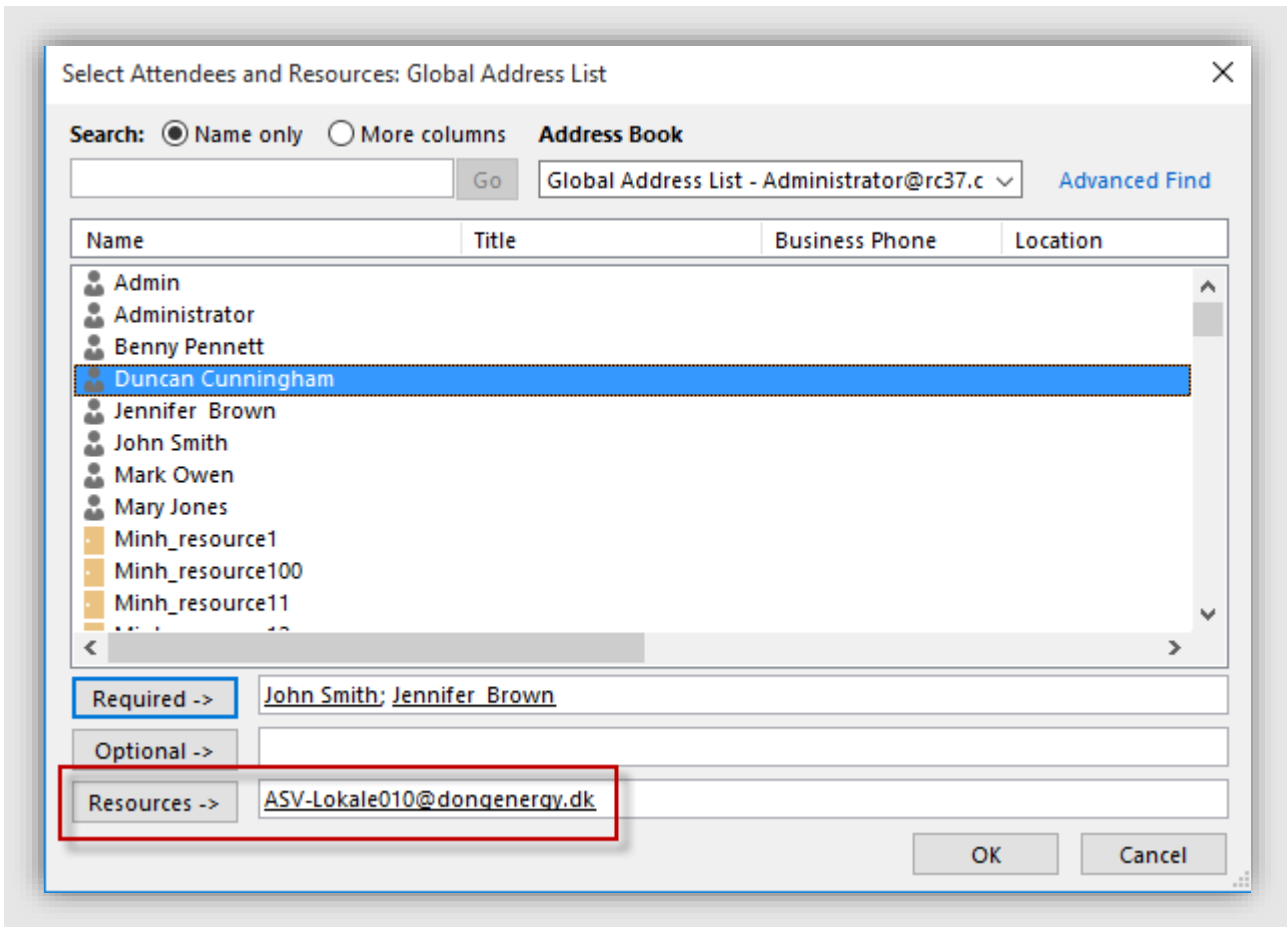 Select Attendees and Resources: Global Address List
Search: Name only More columns Address Book
Go Global Address List - Administrator@rc37.c Advanced Find
Name Title Business Phone Location
Admin
Administrator
Benny Pennett
Duncan Cunningham
Jennifer Brown
John Smith
Mark Owen
Mary Jones
Minh_resource1
Minh_resource100
Minh_resource11
Required -> John Smith; Jennifer Brown
Optional ->
Resources -> ASV-Lokale010@dongenergy.dk
OK Cancel